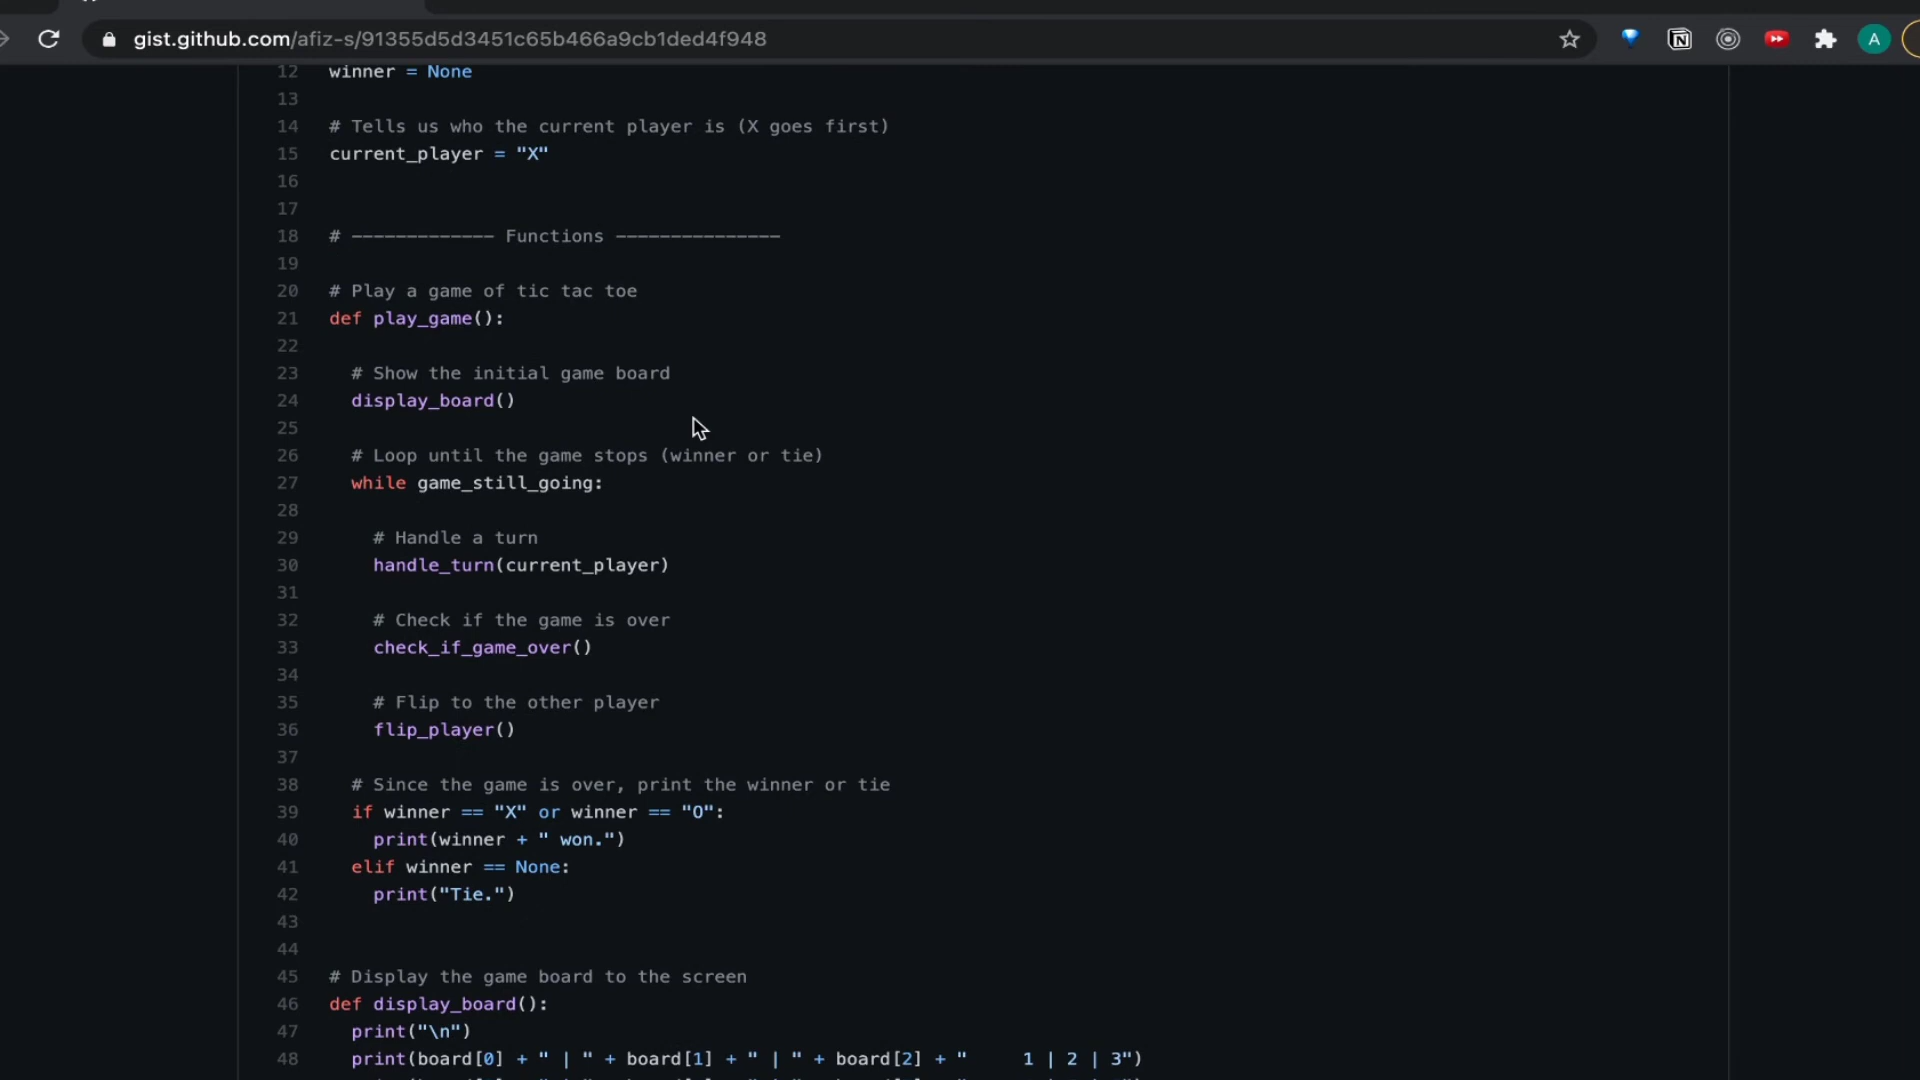 gist.github.com/afiz-s/91355d5d3451c65b466a9cb1ded4f948
A
12 winner = None
13
14 # Tells us who the current player is (X goes first)
15 current_player = "X"
16
17
18 # ————————————— Functions ———————————————
19
20 # Play a game of tic tac toe
21 def play_game():
22
23 # Show the initial game board
24 display_board()
25
26 # Loop until the game stops (winner or tie)
27 while game_still_going:
28
29 # Handle a turn
30 handle_turn(current_player)
31
32 # Check if the game is over
33 check_if_game_over()
34
35 # Flip to the other player
36 flip_player()
37
38 # Since the game is over, print the winner or tie
39 if winner == "X" or winner == "O":
40 print(winner + " won.")
41 elif winner == None:
42 print("Tie.")
43
44
45 # Display the game board to the screen
46 def display_board():
47 print("\n")
48 print(board[0] + " | " + board[1] + " | " + board[2] + "     1 | 2 | 3")